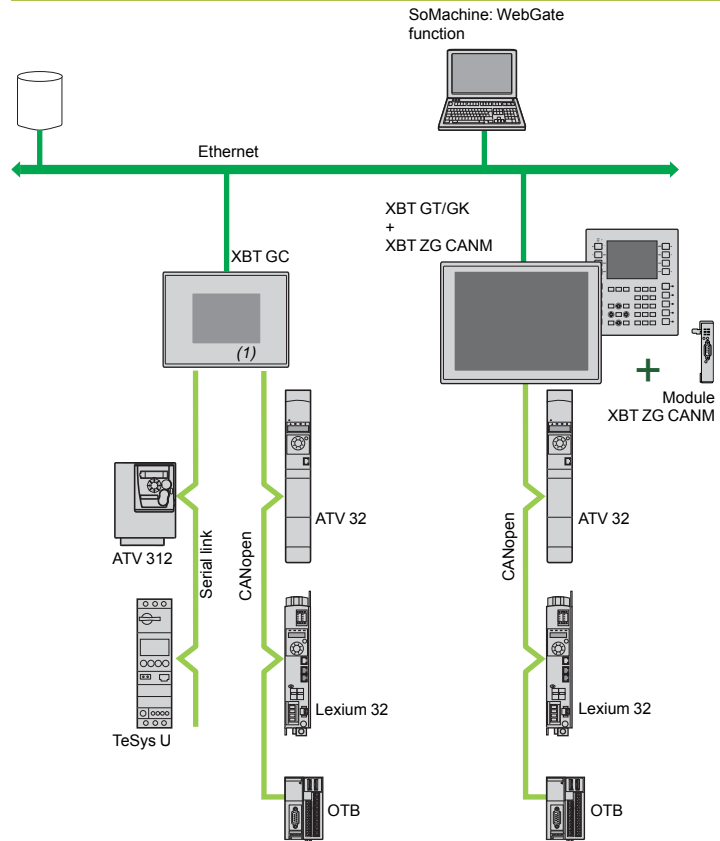 SoMachine: WebGate
function
Ethernet
XBT GT/GK
+
XBT ZG CANM
XBT GC
(1)
+
Module
XBT ZG CANM
ATV 312
Serial link
CANopen
ATV 32
CANopen
ATV 32
TeSys U
Lexium 32
Lexium 32
OTB
OTB